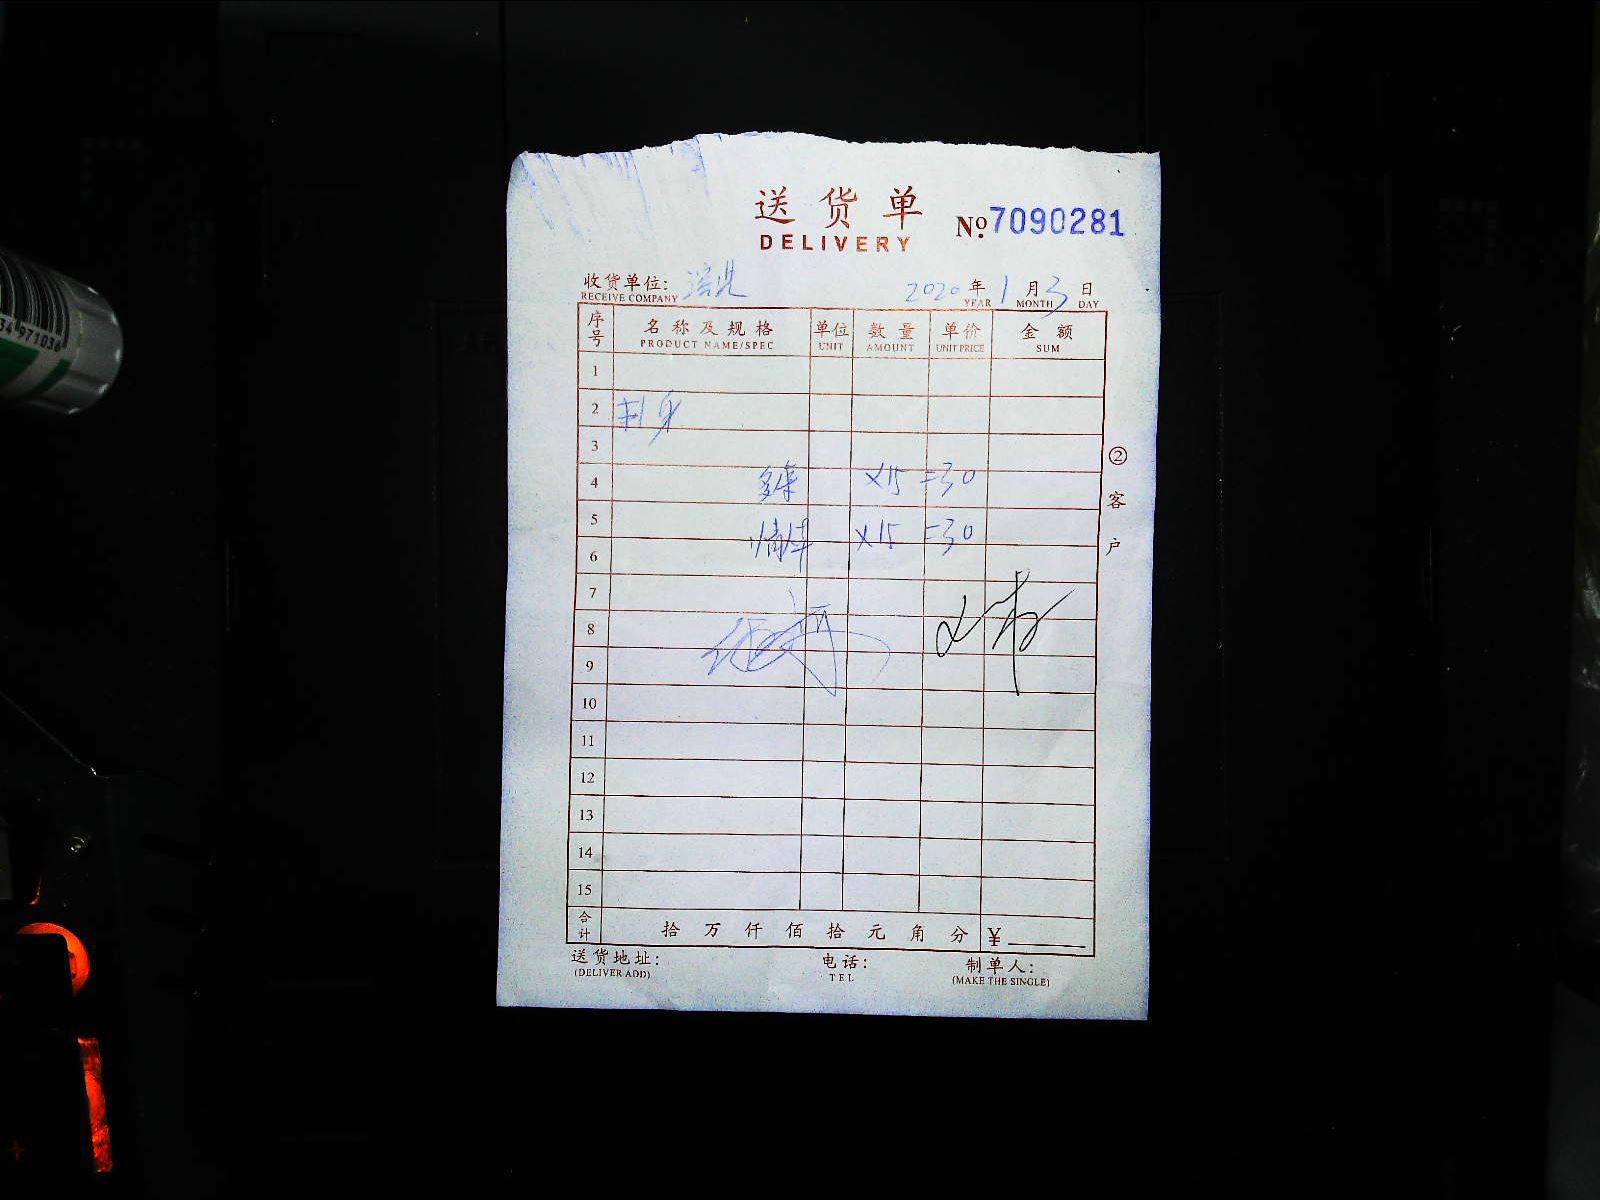 送货单
DELIVERY
№ 7090281
收货单位:
RECEIVE COMPANY
2020 年 1 月 3 日
YEAR MONTH DAY
序号 名称及规格 单位 数量 单价 金额
PRODUCT NAME/SPEC UNIT AMOUNT UNIT PRICE SUM
1
2
3
4 X15 =30
5 X15 =30
6
7
8
9
10
11
12
13
14
15
② 客户
合计 拾 万 仟 佰 拾 元 角 分 ¥
送货地址: 电话: 制单人:
(DELIVER ADD) TEL (MAKE THE SINGLE)
971036